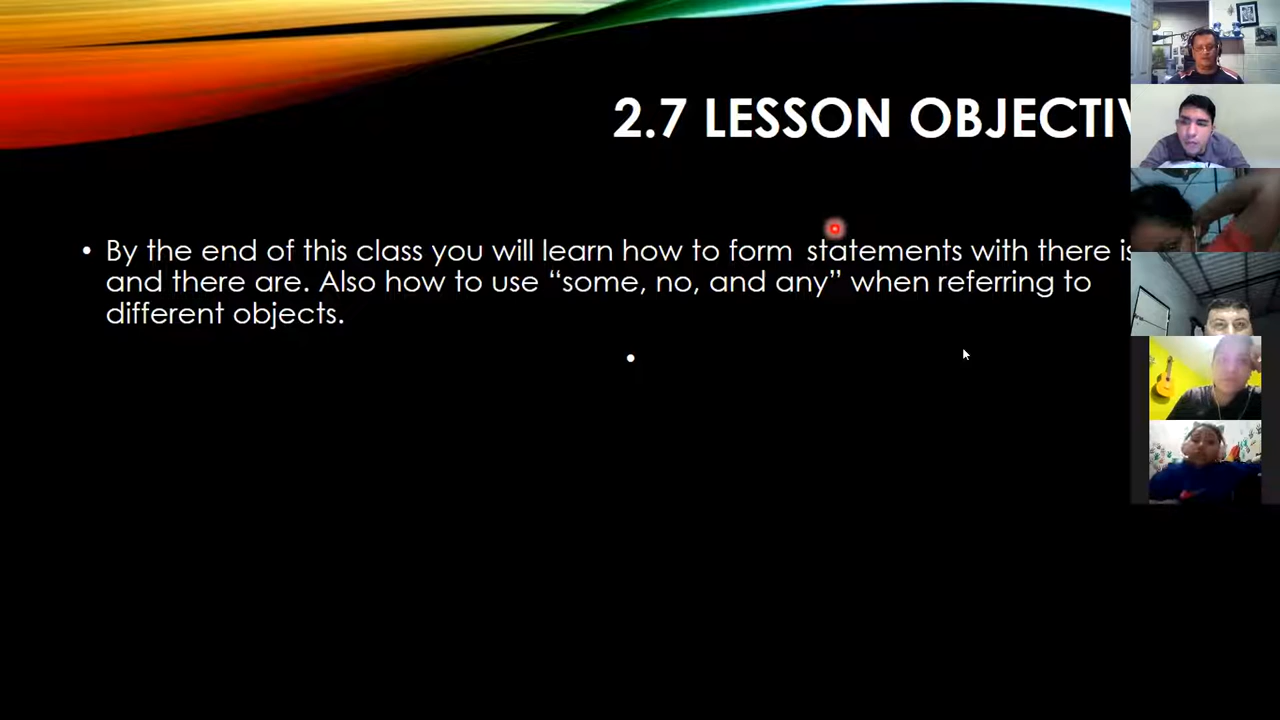 2.7 LESSON OBJECTIV
• By the end of this class you will learn how to form statements with there is
and there are. Also how to use “some, no, and any” when referring to
different objects.
•